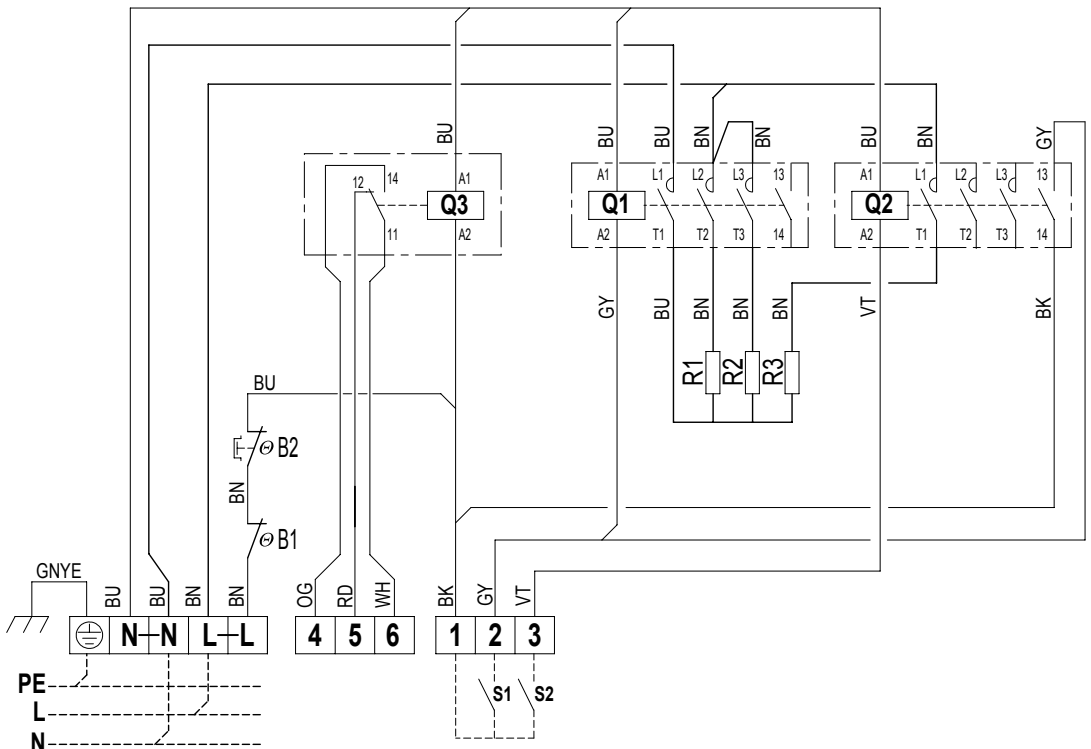 BU
BU
BU
BN
BN
BU
BN
GY
12
14
A1
A1
L1
L2
L3
13
A1
L1
L2
L3
13
Q3
Q1
Q2
11
A2
A2
T1
T2
T3
14
A2
T1
T2
T3
14
GY
BU
BN
BN
BN
VT
BK
R1
R2
R3
BU
Θ B2
BN
Θ B1
GNYE
BU
BU
BN
BN
OG
RD
WH
BK
GY
VT
N N L L
4 5 6
1 2 3
S1
S2
PE
L
N